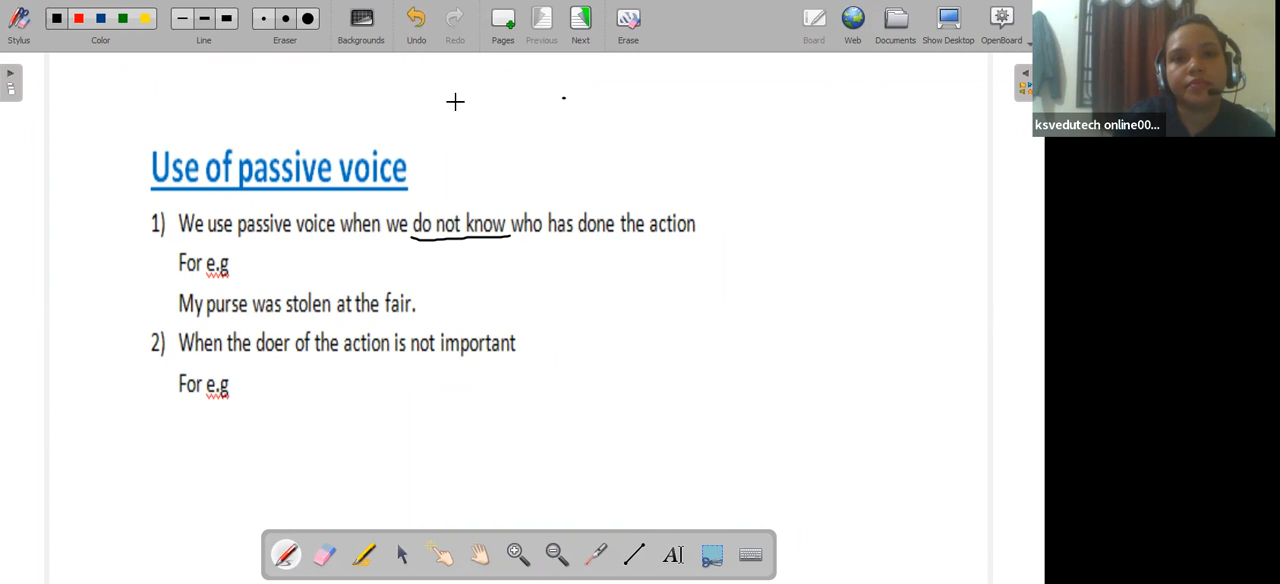 Stylus
Color
Line
Eraser
Backgrounds
Undo
Redo
Pages
Previous
Next
Erase
Board
Web
Documents
Show Desktop
OpenBoard
ksvedutech online00...
Use of passive voice
1) We use passive voice when we do not know who has done the action
For e.g
My purse was stolen at the fair.
2) When the doer of the action is not important
For e.g